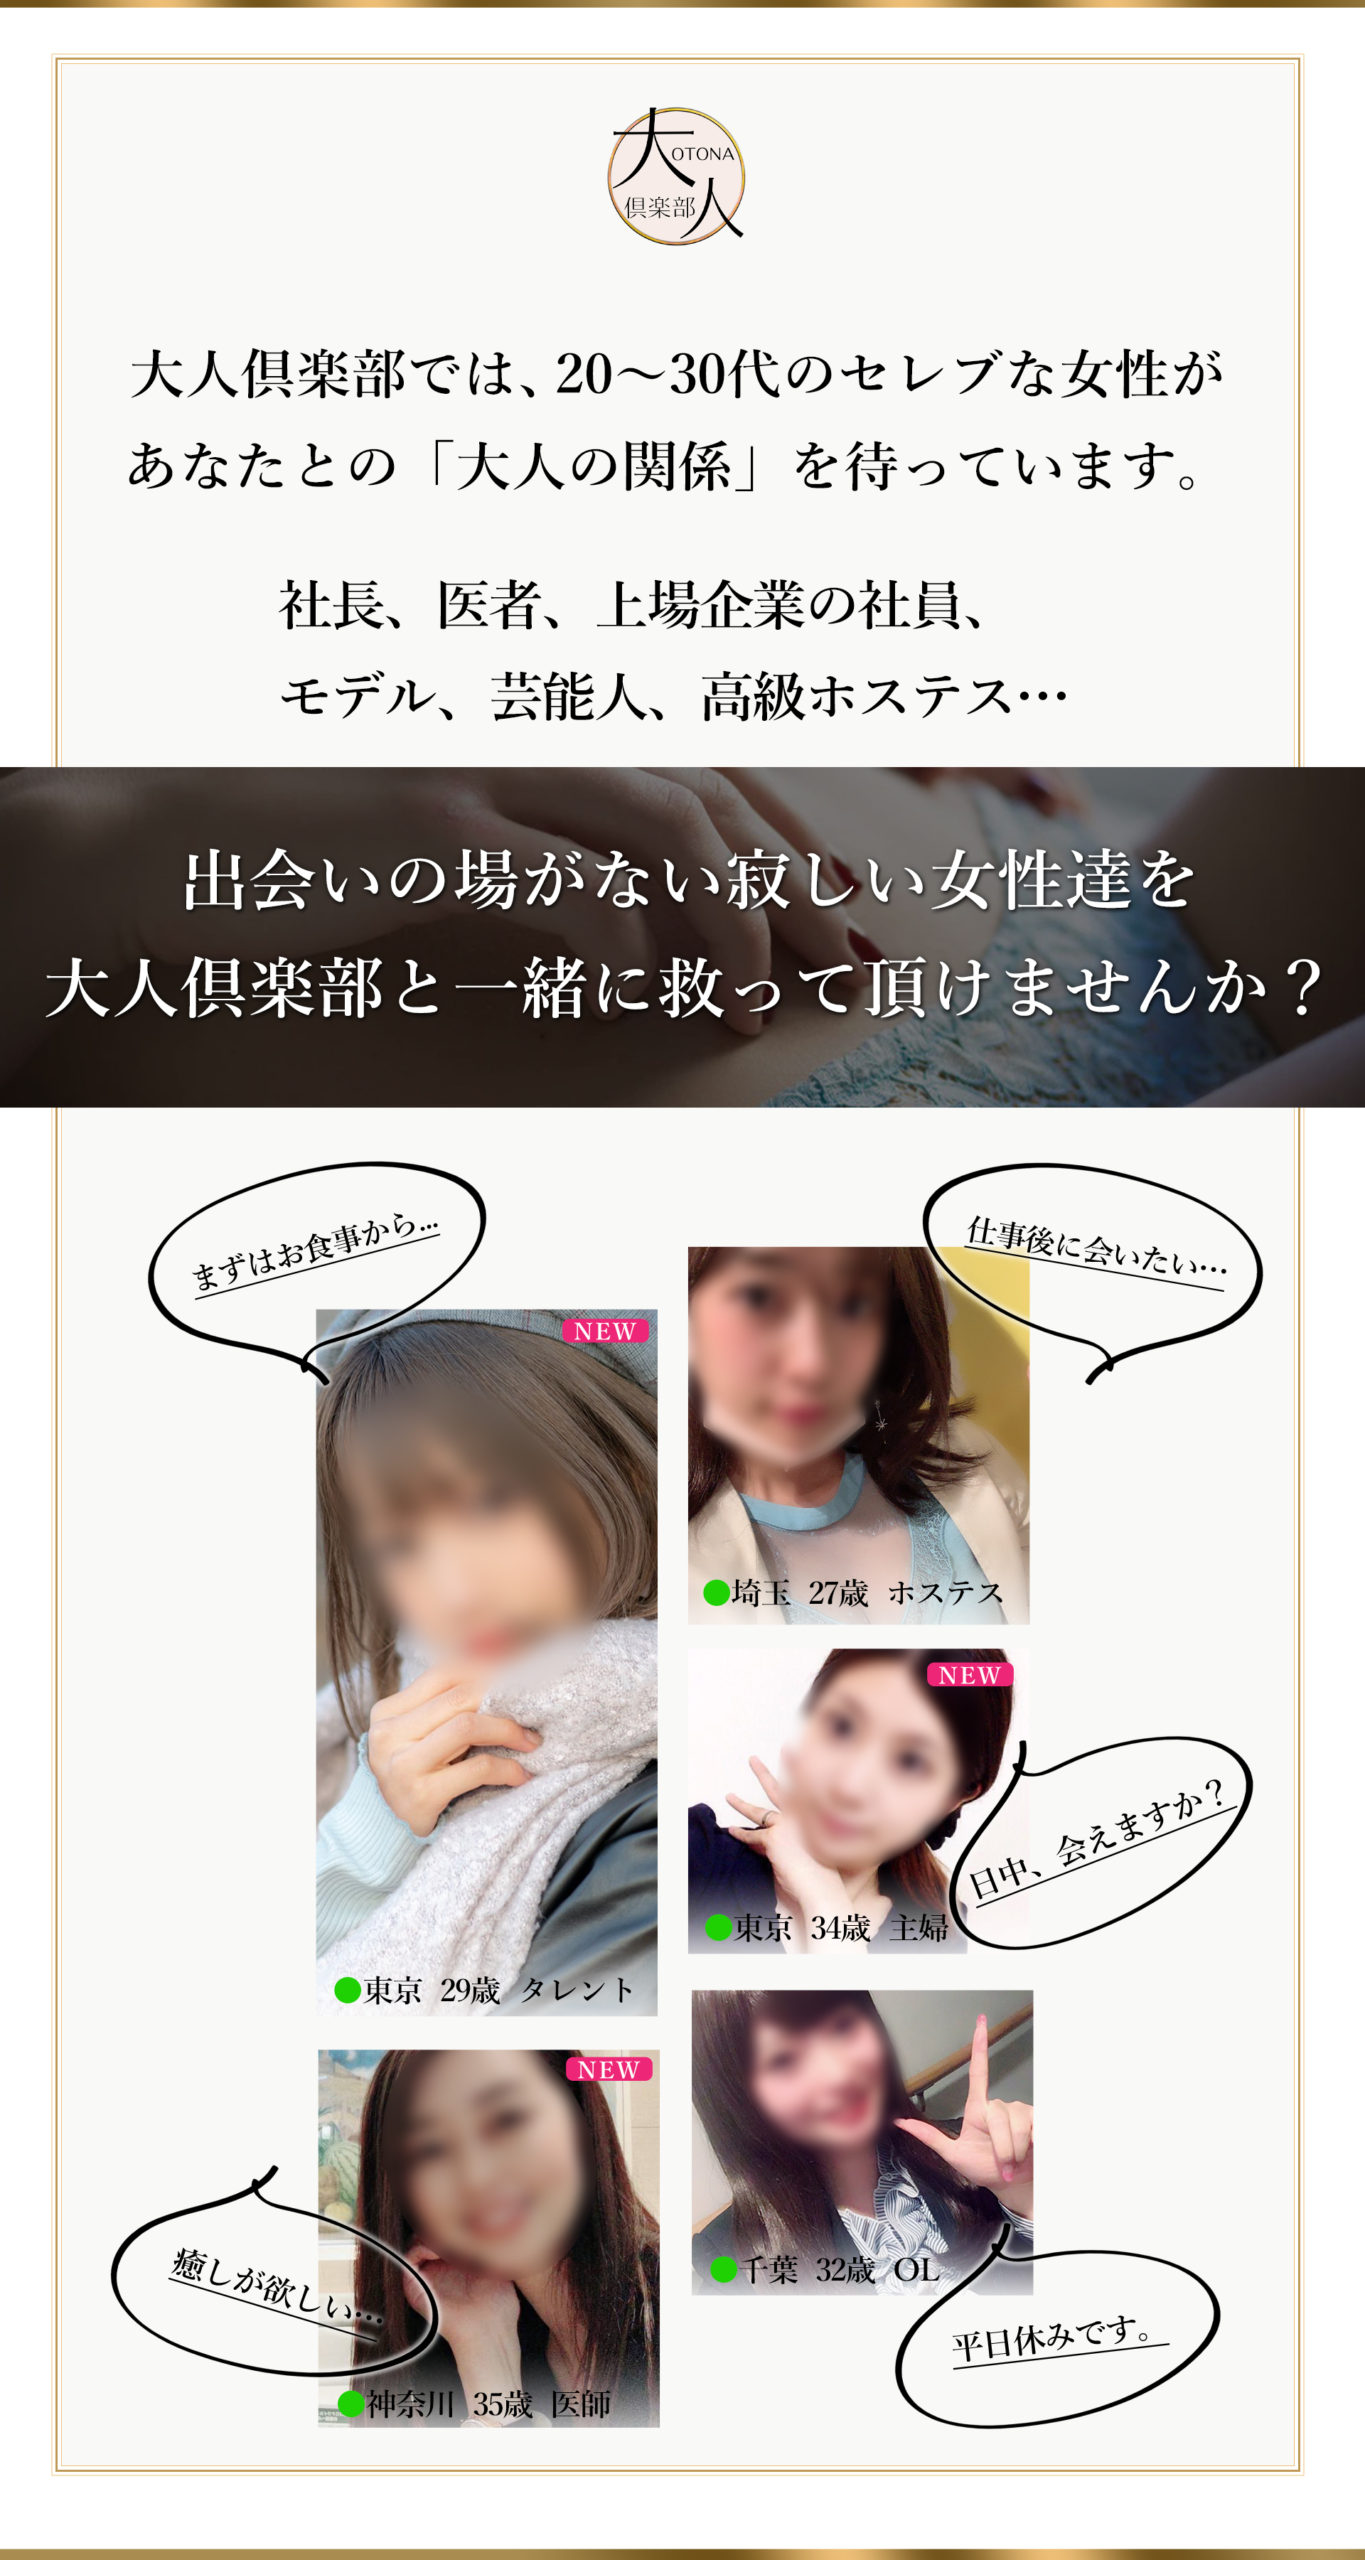 大人
OTONA
倶楽部
大人倶楽部では、20〜30代のセレブな女性が
あなたとの「大人の関係」を待っています。
社長、医者、上場企業の社員、
モデル、芸能人、高級ホステス…
出会いの場がない寂しい女性達を
大人倶楽部と一緒に救って頂けませんか？
まずはお食事から...
仕事後に会いたい…
NEW
●埼玉 27歳 ホステス
NEW
日中、会えますか？
●東京 34歳 主婦
●東京 29歳 タレント
NEW
●千葉 32歳 OL
癒しが欲しい…
平日休みです。
●神奈川 35歳 医師